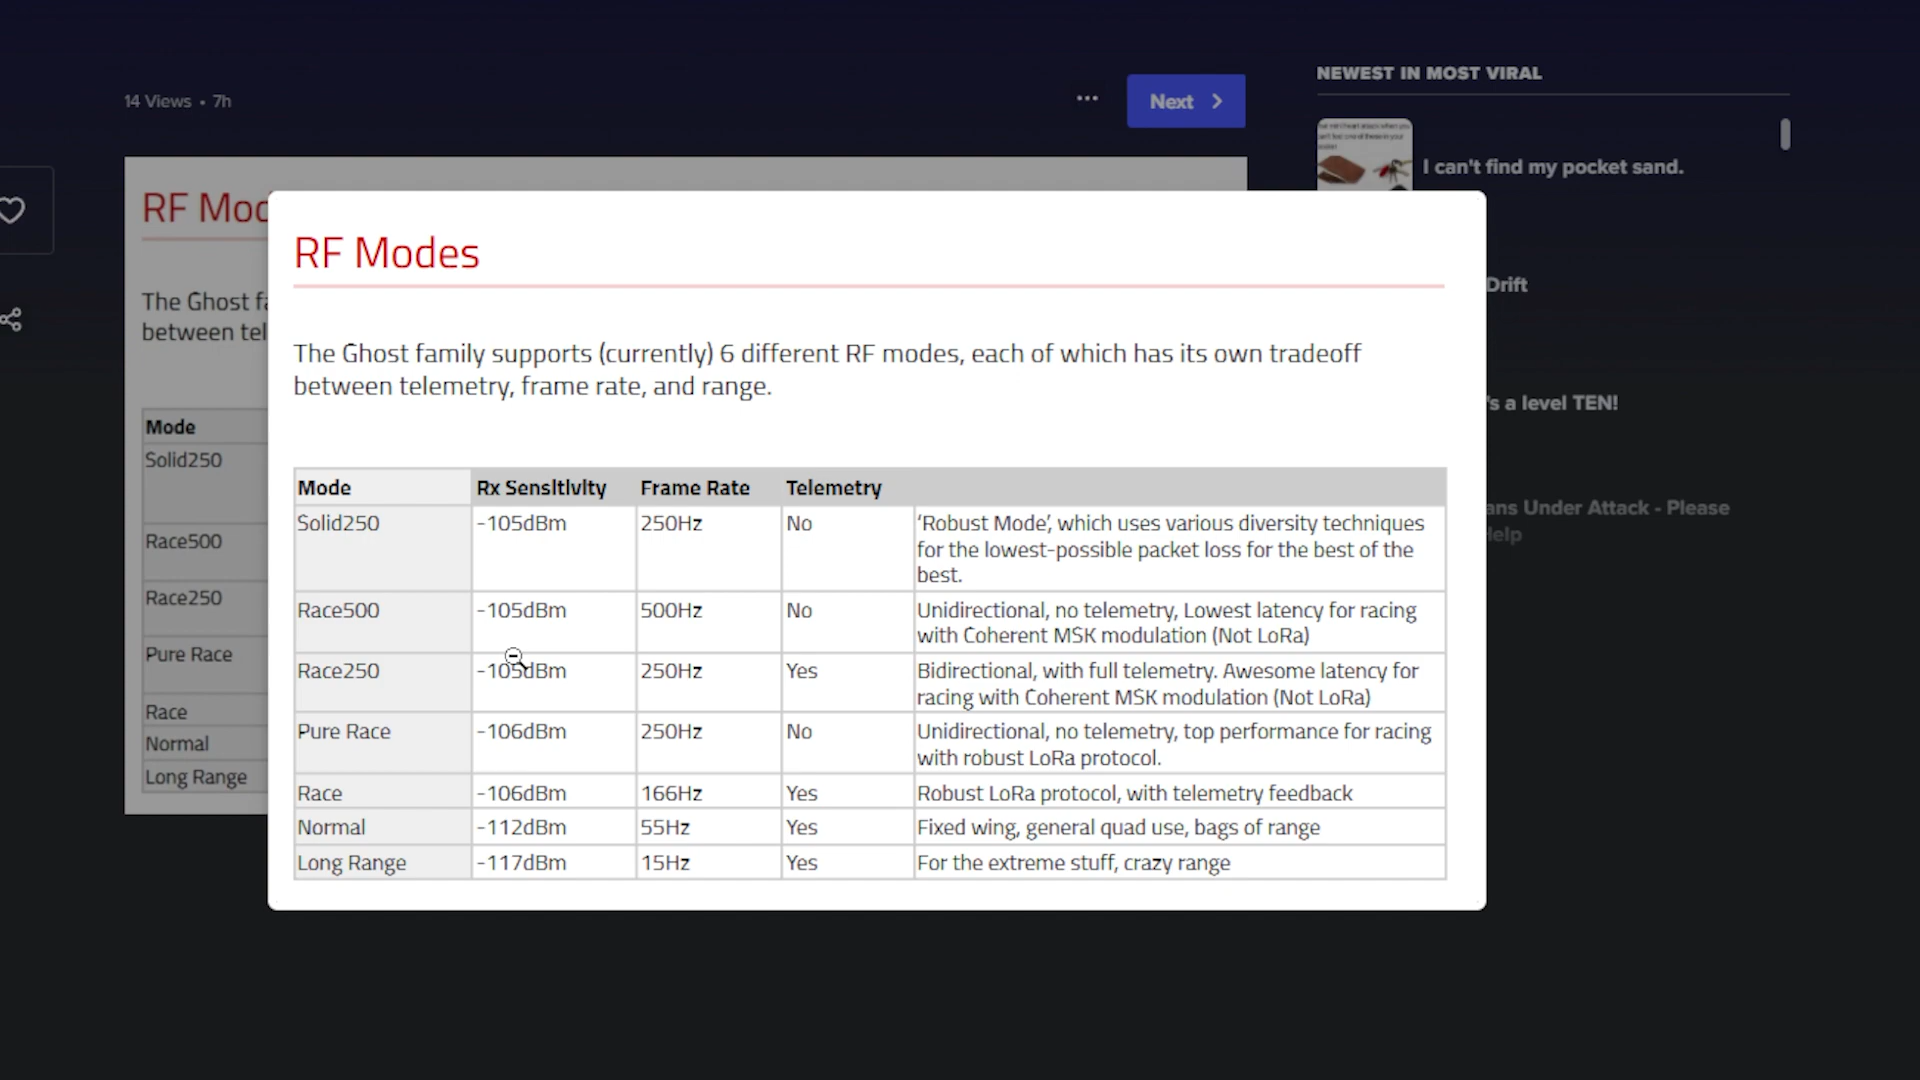 14 Views • 7h
Next
NEWEST IN MOST VIRAL
I can't find my pocket sand.
Drift
's a level TEN!
ans Under Attack - Please
Help
RF Mod
The Ghost fa
between tel
Mode
Solid250
Race500
Race250
Pure Race
Race
Normal
Long Range
RF Modes
The Ghost family supports (currently) 6 different RF modes, each of which has its own tradeoff
between telemetry, frame rate, and range.
Mode Rx Sensitivity Frame Rate Telemetry
Solid250 -105dBm 250Hz No 'Robust Mode', which uses various diversity techniques
for the lowest-possible packet loss for the best of the
best.
Race500 -105dBm 500Hz No Unidirectional, no telemetry, Lowest latency for racing
with Coherent MSK modulation (Not LoRa)
Race250 -105dBm 250Hz Yes Bidirectional, with full telemetry. Awesome latency for
racing with Coherent MSK modulation (Not LoRa)
Pure Race -106dBm 250Hz No Unidirectional, no telemetry, top performance for racing
with robust LoRa protocol.
Race -106dBm 166Hz Yes Robust LoRa protocol, with telemetry feedback
Normal -112dBm 55Hz Yes Fixed wing, general quad use, bags of range
Long Range -117dBm 15Hz Yes For the extreme stuff, crazy range